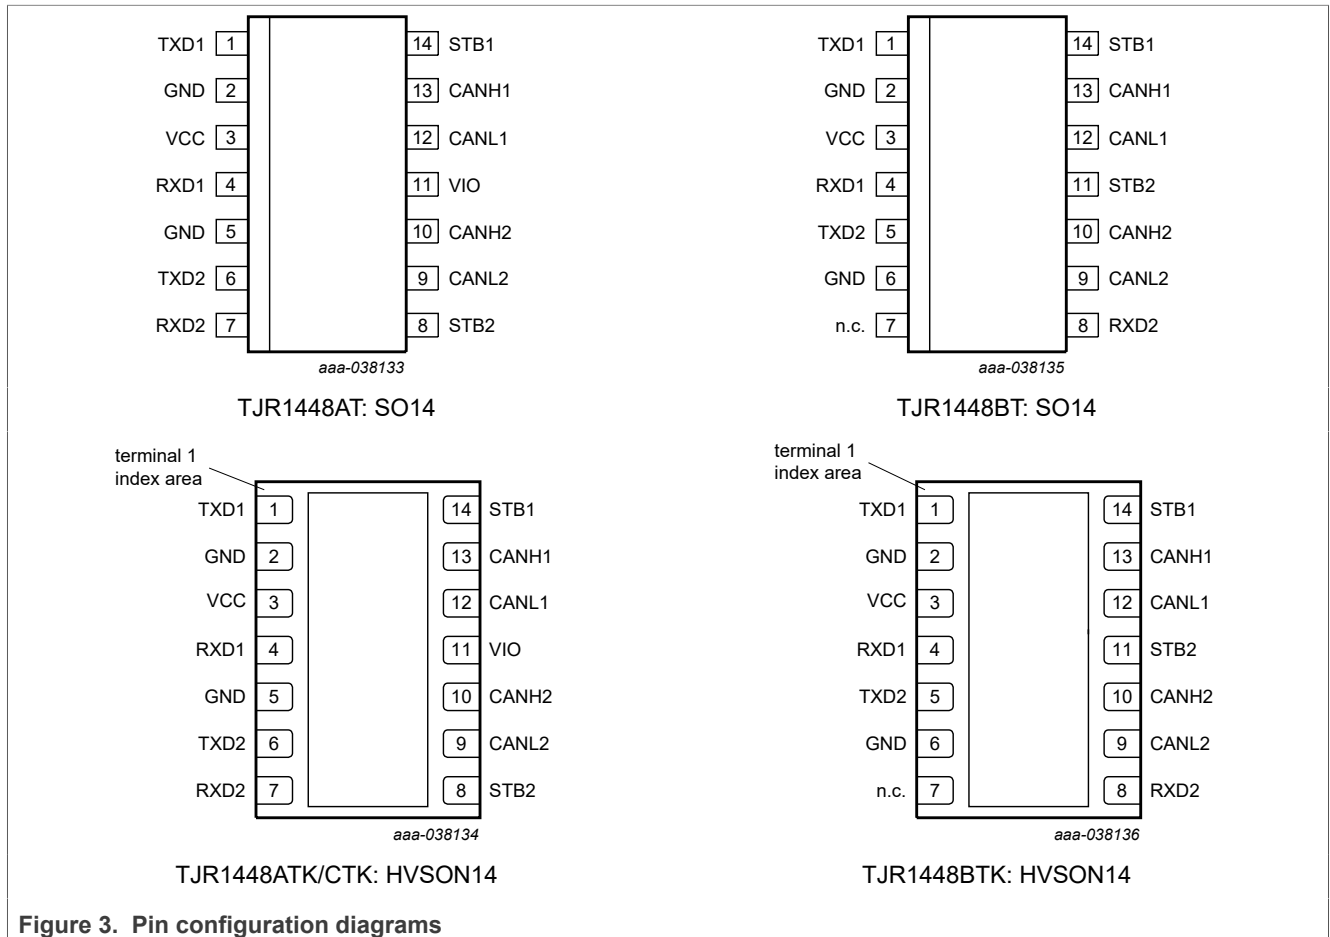 TXD1 1 14 STB1
GND 2 13 CANH1
VCC 3 12 CANL1
RXD1 4 11 VIO
GND 5 10 CANH2
TXD2 6 9 CANL2
RXD2 7 8 STB2
aaa-038133
TJR1448AT: SO14
TXD1 1 14 STB1
GND 2 13 CANH1
VCC 3 12 CANL1
RXD1 4 11 STB2
TXD2 5 10 CANH2
GND 6 9 CANL2
n.c. 7 8 RXD2
aaa-038135
TJR1448BT: SO14
terminal 1
index area
TXD1 1 14 STB1
GND 2 13 CANH1
VCC 3 12 CANL1
RXD1 4 11 VIO
GND 5 10 CANH2
TXD2 6 9 CANL2
RXD2 7 8 STB2
aaa-038134
TJR1448ATK/CTK: HVSON14
terminal 1
index area
TXD1 1 14 STB1
GND 2 13 CANH1
VCC 3 12 CANL1
RXD1 4 11 STB2
TXD2 5 10 CANH2
GND 6 9 CANL2
n.c. 7 8 RXD2
aaa-038136
TJR1448BTK: HVSON14
Figure 3. Pin configuration diagrams